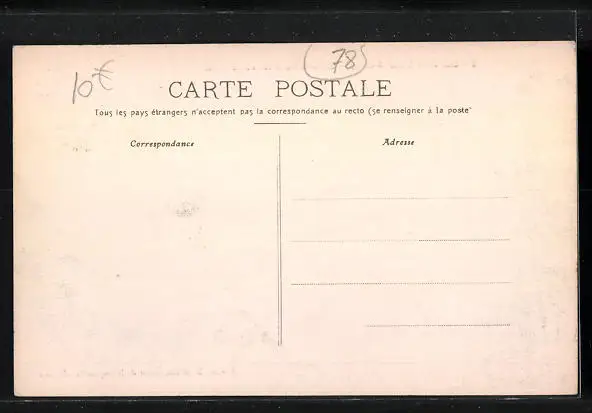 78
10€
CARTE POSTALE
Tous les pays étrangers n'acceptent pas la correspondance au recto (se renseigner à la poste)
Correspondance
Adresse